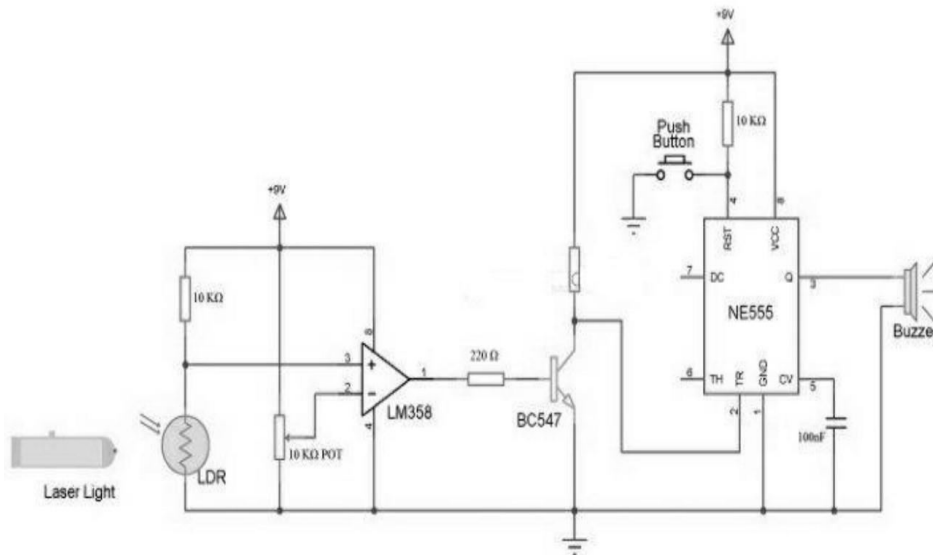 +9V
10 KΩ
Push
Button
4
8
RST
VCC
+9V
7
DC
Q
3
10 KΩ
8
NE555
Buzze
3
+
220 Ω
1
2
-
LM358
6
TH
TR
GND
CV
5
BC547
4
2
1
100nF
10 KΩ POT
LDR
Laser Light